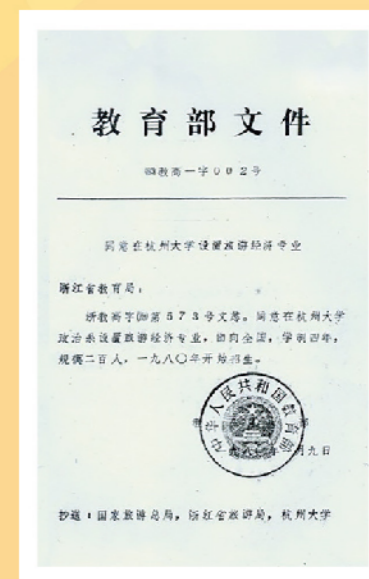 教育部文件
教高一字002号
同意在杭州大学设置旅游经济专业
浙江省教育局：
浙教高字第573号文悉。同意在杭州大学
政治系设置旅游经济专业，面向全国，学制四年，
规模二百人，一九八〇年开始招生。
中华人民共和国教育部
月九日
抄送：国家旅游总局，浙江省旅游局，杭州大学